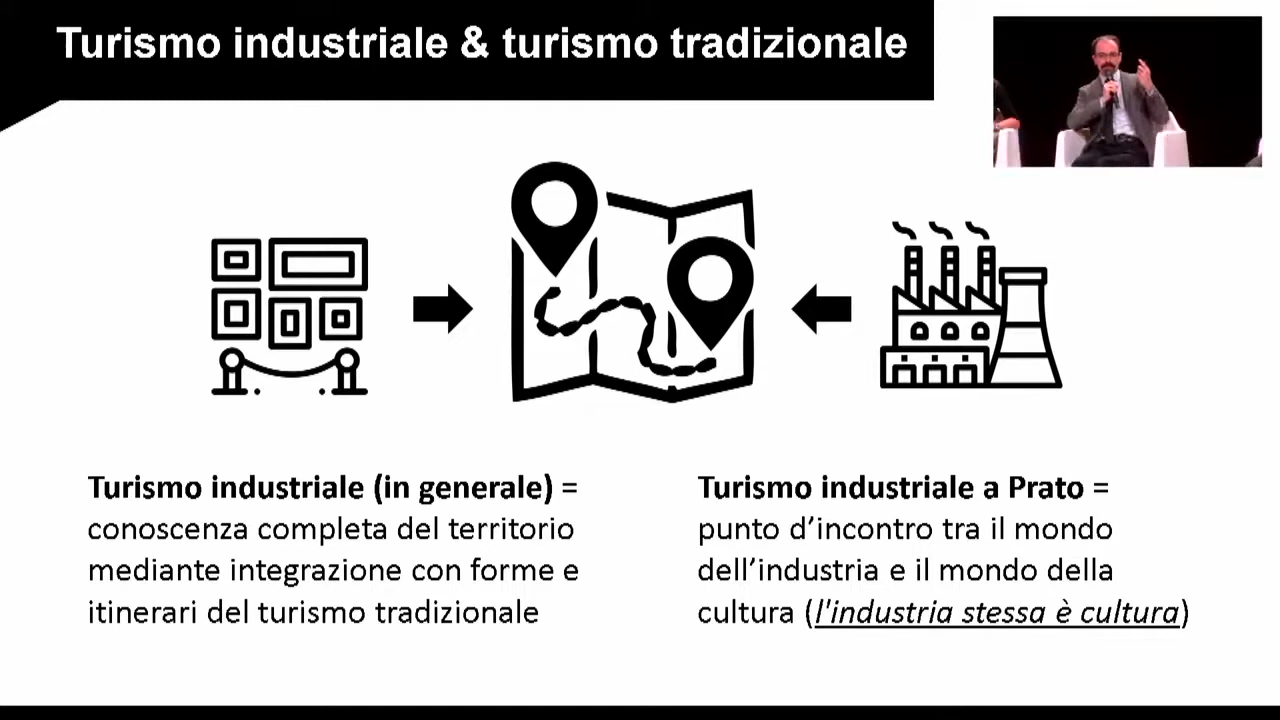 Turismo industriale & turismo tradizionale
Turismo industriale (in generale) =
conoscenza completa del territorio
mediante integrazione con forme e
itinerari del turismo tradizionale
Turismo industriale a Prato =
punto d’incontro tra il mondo
dell’industria e il mondo della
cultura (l'industria stessa è cultura)